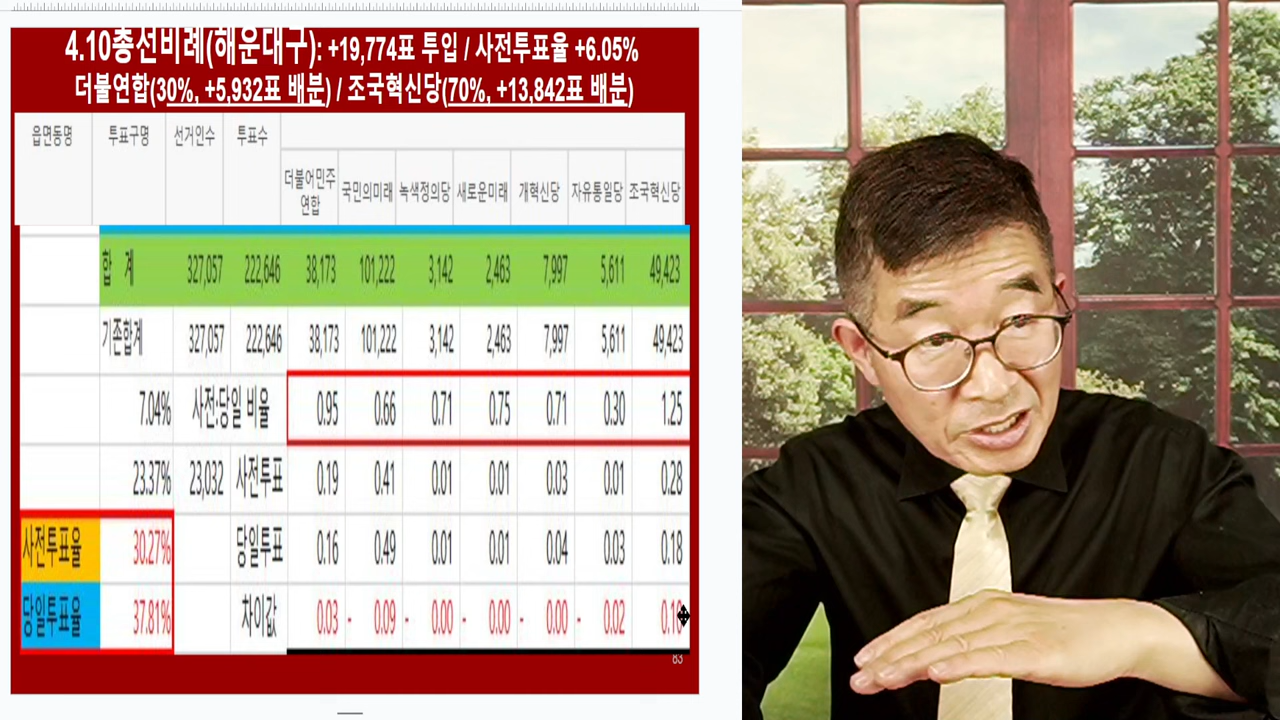 4.10총선비례(해운대구): +19,774표 투입 / 사전투표율 +6.05%
더불연합(30%, +5,932표 배분) / 조국혁신당(70%, +13,842표 배분)
읍면동명 투표구명 선거인수 투표수
더불어민주연합 국민의미래 녹색정의당 새로운미래 개혁신당 자유통일당 조국혁신당
합 계 327,057 222,646 38,173 101,222 3,142 2,463 7,997 5,611 49,423
기존합계 327,057 222,646 38,173 101,222 3,142 2,463 7,997 5,611 49,423
7.04% 사전:당일 비율 0.95 0.66 0.71 0.75 0.71 0.30 1.25
23.37% 23,032 사전투표 0.19 0.41 0.01 0.01 0.03 0.01 0.28
사전투표율 30.27% 당일투표 0.16 0.49 0.01 0.01 0.04 0.03 0.18
당일투표율 37.81% 차이값 0.03 - 0.09 - 0.00 - 0.00 - 0.00 - 0.02
83